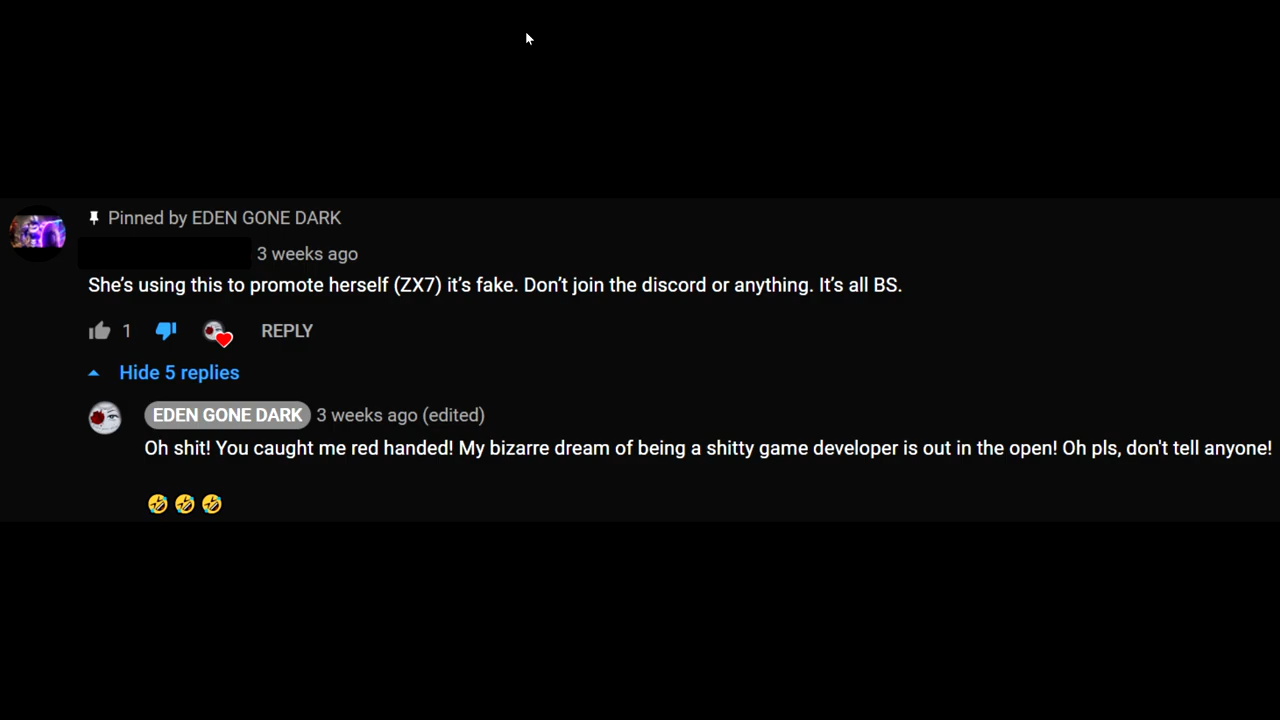 Pinned by EDEN GONE DARK
3 weeks ago
She’s using this to promote herself (ZX7) it’s fake. Don’t join the discord or anything. It’s all BS.
1 REPLY
Hide 5 replies
EDEN GONE DARK 3 weeks ago (edited)
Oh shit! You caught me red handed! My bizarre dream of being a shitty game developer is out in the open! Oh pls, don't tell anyone!
🤣 🤣 🤣